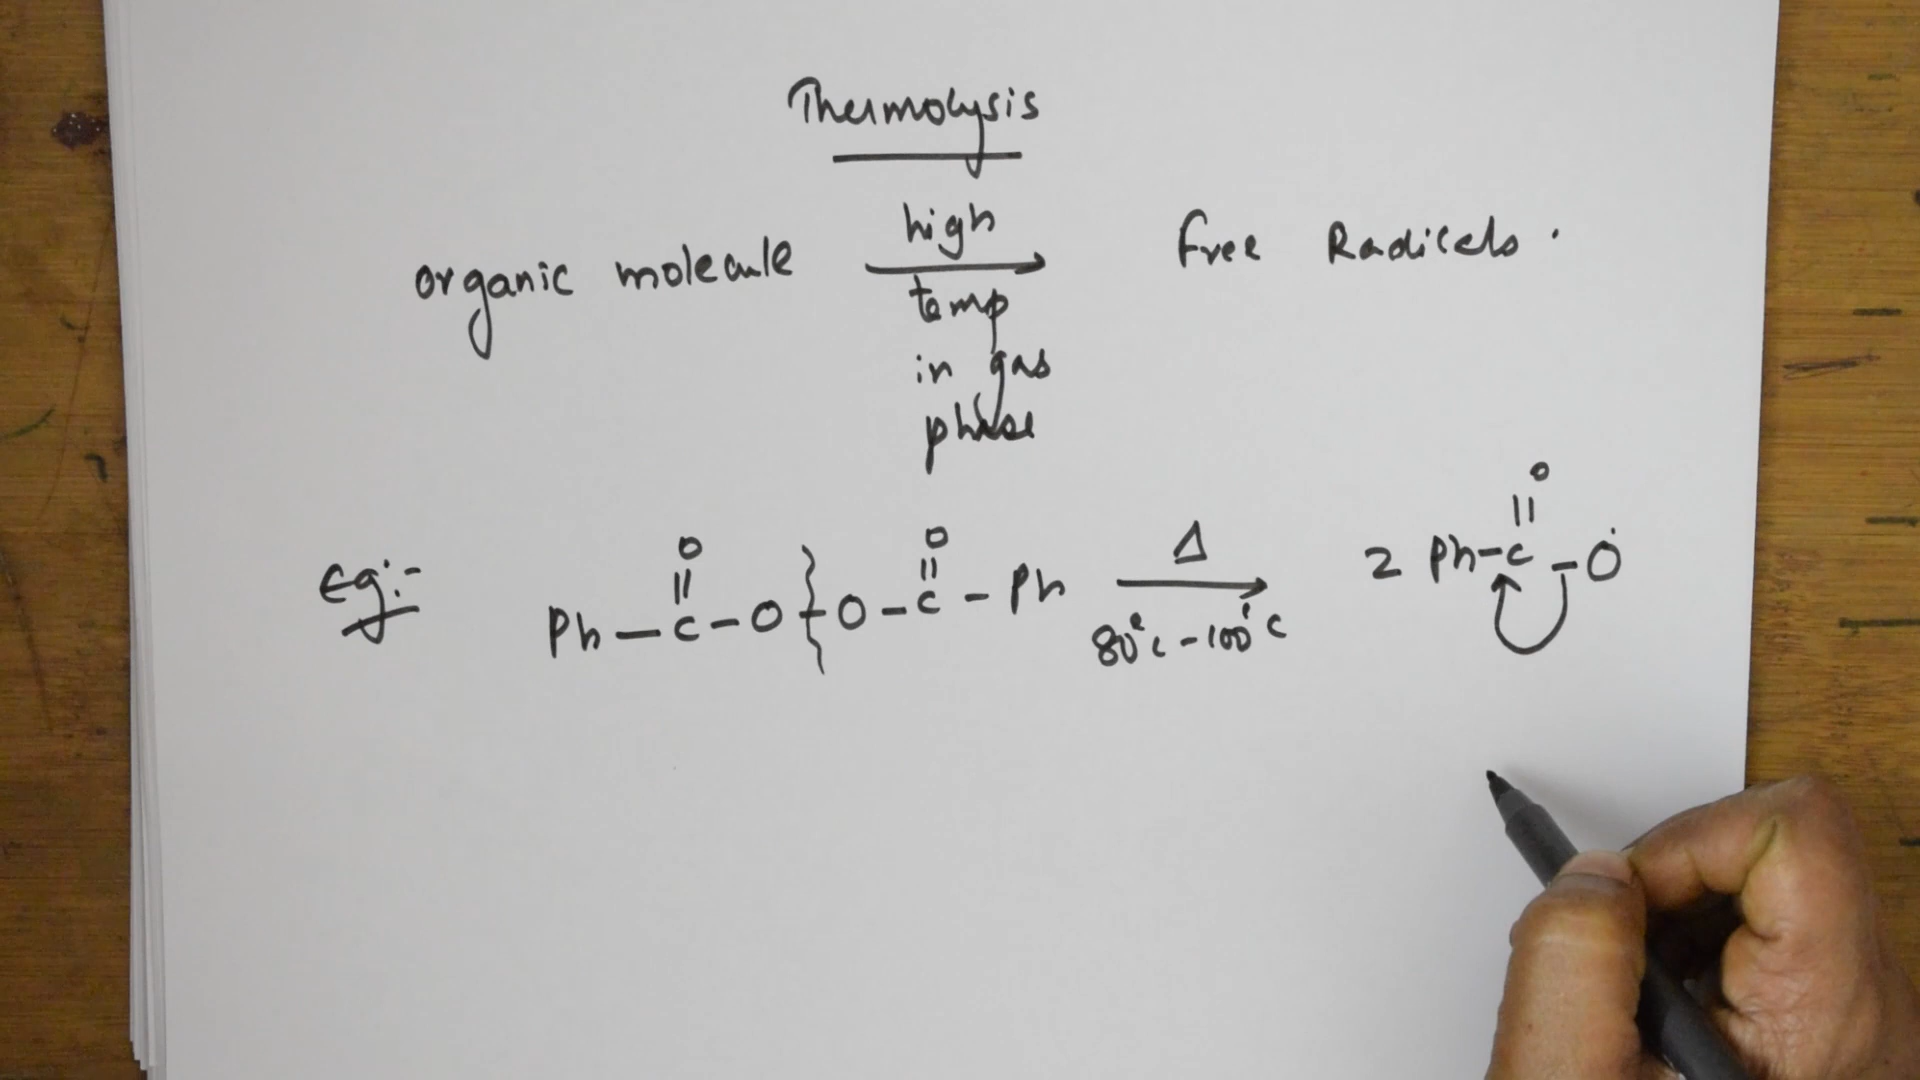 Thermolysis
organic molecule high free Radicals.
temp
in gas
phase
O
O O Δ ||
|| || 2 Ph-C-O·
Eg:- Ph-C-O-O-C-Ph 80°C-100°C